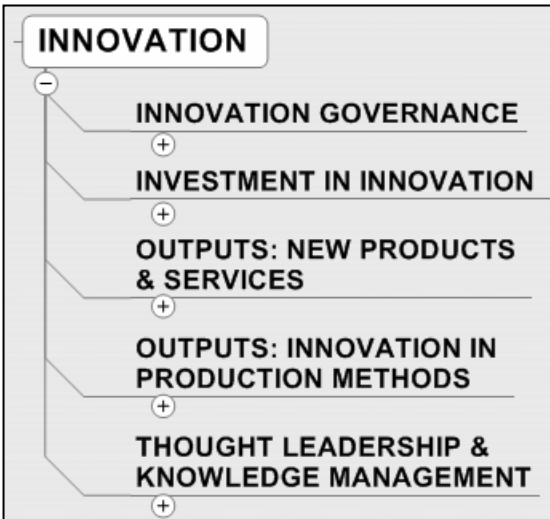 INNOVATION
INNOVATION GOVERNANCE
INVESTMENT IN INNOVATION
OUTPUTS: NEW PRODUCTS
& SERVICES
OUTPUTS: INNOVATION IN
PRODUCTION METHODS
THOUGHT LEADERSHIP &
KNOWLEDGE MANAGEMENT